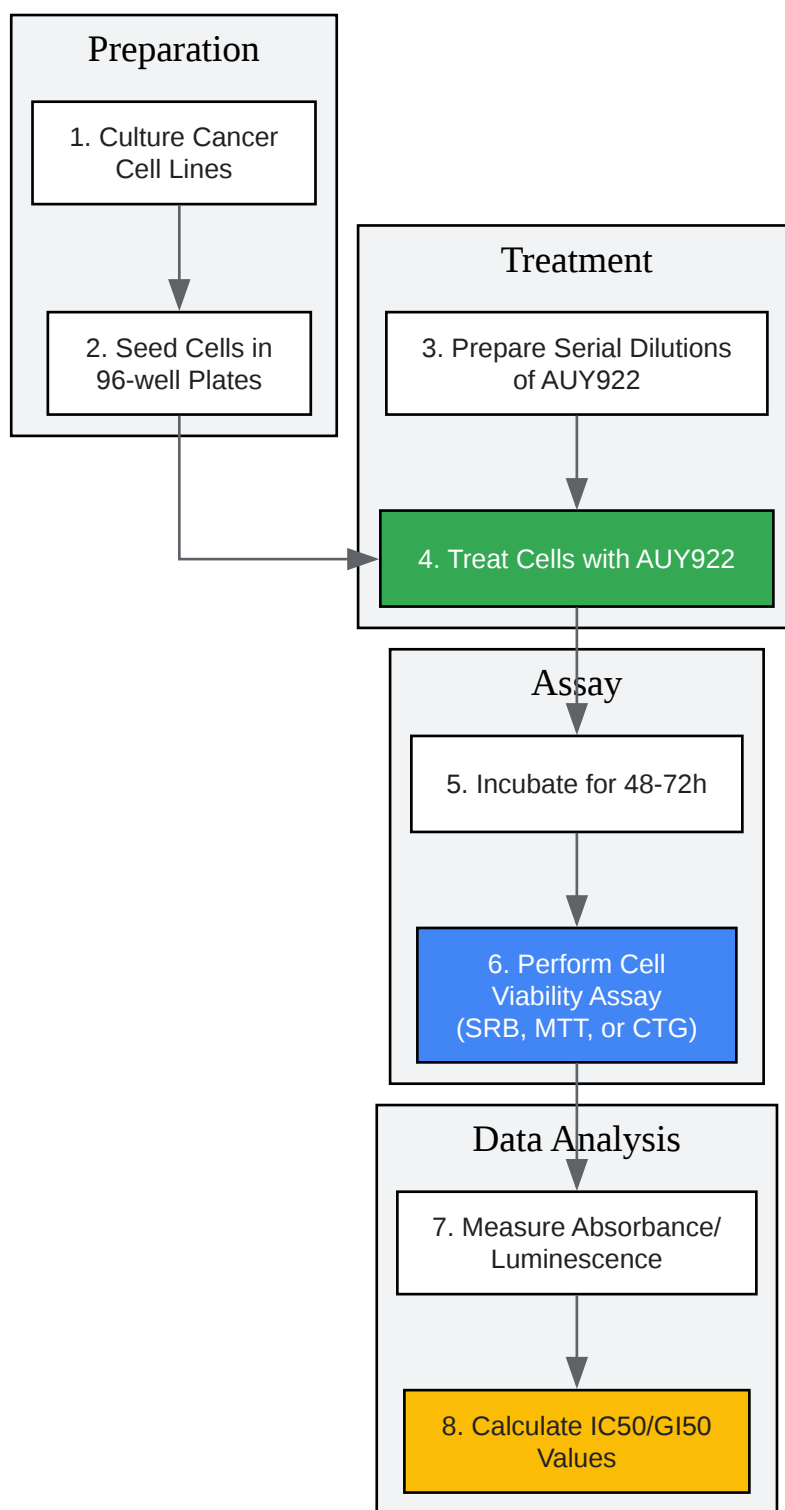 Preparation
1. Culture Cancer
Cell Lines
2. Seed Cells in
96-well Plates
Treatment
3. Prepare Serial Dilutions
of AUY922
4. Treat Cells with AUY922
Assay
5. Incubate for 48-72h
6. Perform Cell
Viability Assay
(SRB, MTT, or CTG)
Data Analysis
7. Measure Absorbance/
Luminescence
8. Calculate IC50/GI50
Values